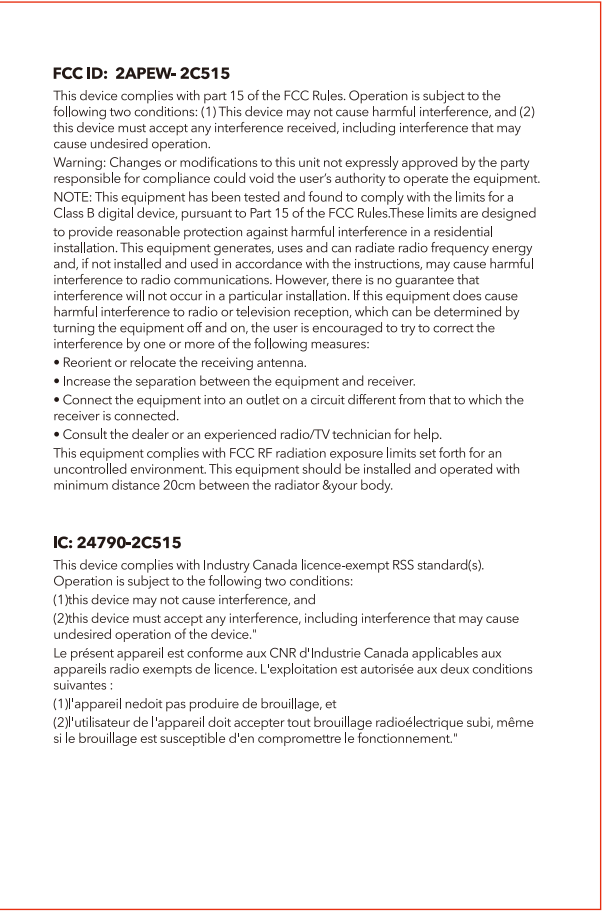 FCC ID:  2APEW- 2C515
This device complies with part 15 of the FCC Rules. Operation is subject to the
following two conditions: (1) This device may not cause harmful interference, and (2)
this device must accept any interference received, including interference that may
cause undesired operation.
Warning: Changes or modifications to this unit not expressly approved by the party
responsible for compliance could void the user's authority to operate the equipment.
NOTE: This equipment has been tested and found to comply with the limits for a
Class B digital device, pursuant to Part 15 of the FCC Rules.These limits are designed
to provide reasonable protection against harmful interference in a residential
installation. This equipment generates, uses and can radiate radio frequency energy
and, if not installed and used in accordance with the instructions, may cause harmful
interference to radio communications. However, there is no guarantee that
interference will not occur in a particular installation. If this equipment does cause
harmful interference to radio or television reception, which can be determined by
turning the equipment off and on, the user is encouraged to try to correct the
interference by one or more of the following measures:
• Reorient or relocate the receiving antenna.
• Increase the separation between the equipment and receiver.
• Connect the equipment into an outlet on a circuit different from that to which the
receiver is connected.
• Consult the dealer or an experienced radio/TV technician for help.
This equipment complies with FCC RF radiation exposure limits set forth for an
uncontrolled environment. This equipment should be installed and operated with
minimum distance 20cm between the radiator &your body.
IC: 24790-2C515
This device complies with Industry Canada licence-exempt RSS standard(s).
Operation is subject to the following two conditions:
(1)this device may not cause interference, and
(2)this device must accept any interference, including interference that may cause
undesired operation of the device."
Le présent appareil est conforme aux CNR d'Industrie Canada applicables aux
appareils radio exempts de licence. L'exploitation est autorisée aux deux conditions
suivantes :
(1)l'appareil nedoit pas produire de brouillage, et
(2)l'utilisateur de l'appareil doit accepter tout brouillage radioélectrique subi, même
si le brouillage est susceptible d'en compromettre le fonctionnement."